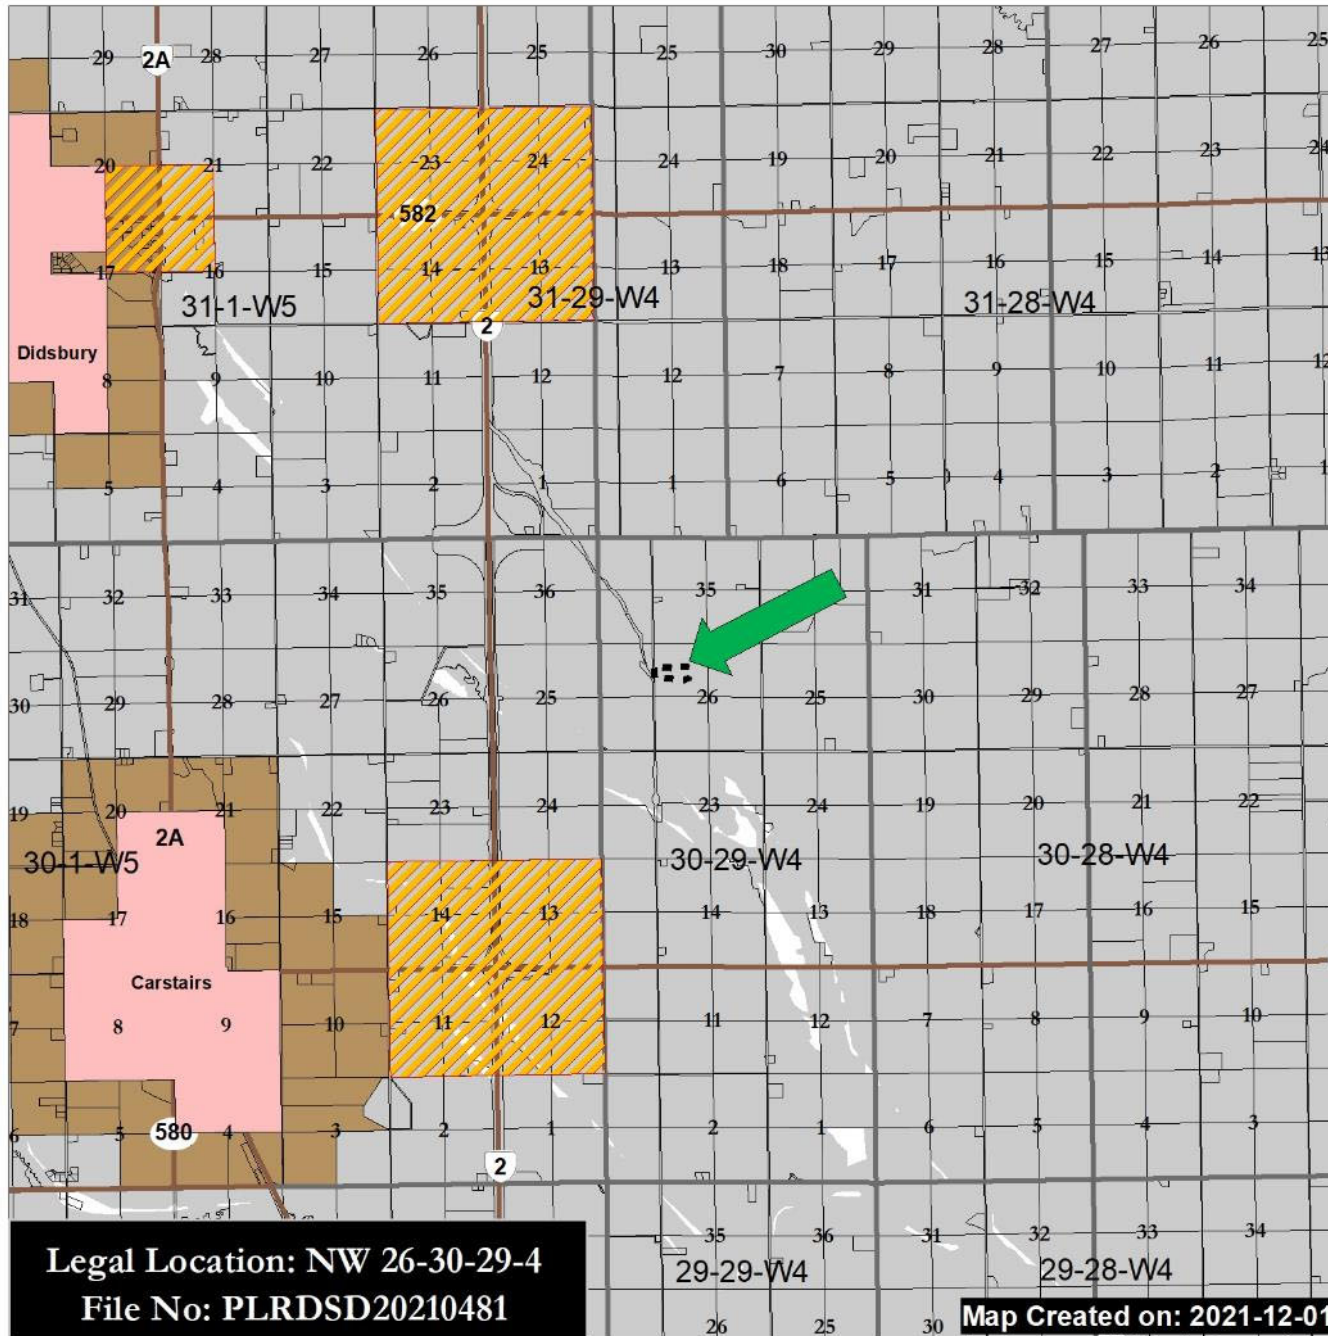 29 2A 28 27 26 25 30 29 28 27 26 25
20 21 22 23 24 24 19 20 21 22 23 24
582
17 16 15 14 13 13 18 17 16 15 14 13
31-1-W5 31-29-W4 31-28-W4
2
Didsbury
8 9 10 11 12 12 7 8 9 10 11 12
5 4 3 2 1 1 6 5 4 3 2 1
31 32 33 34 35 36 35 31 32 33 34
30 29 28 27 26 25 26 25 30 29 28 27
19 20 21 22 23 24 23 24 19 20 21 22
2A
30-1-W5 30-29-W4 30-28-W4
18 17 16 15 14 13 14 13 18 17 16 15
Carstairs
7 8 9 10 11 12 11 12 7 8 9 10
6 5 580 4 3 2 1 2 1 6 5 4 3
2
35 36 31 32 33 34
29-29-W4 29-28-W4
Legal Location: NW 26-30-29-4
File No: PLRDSD20210481
Map Created on: 2021-12-01
26 25 30